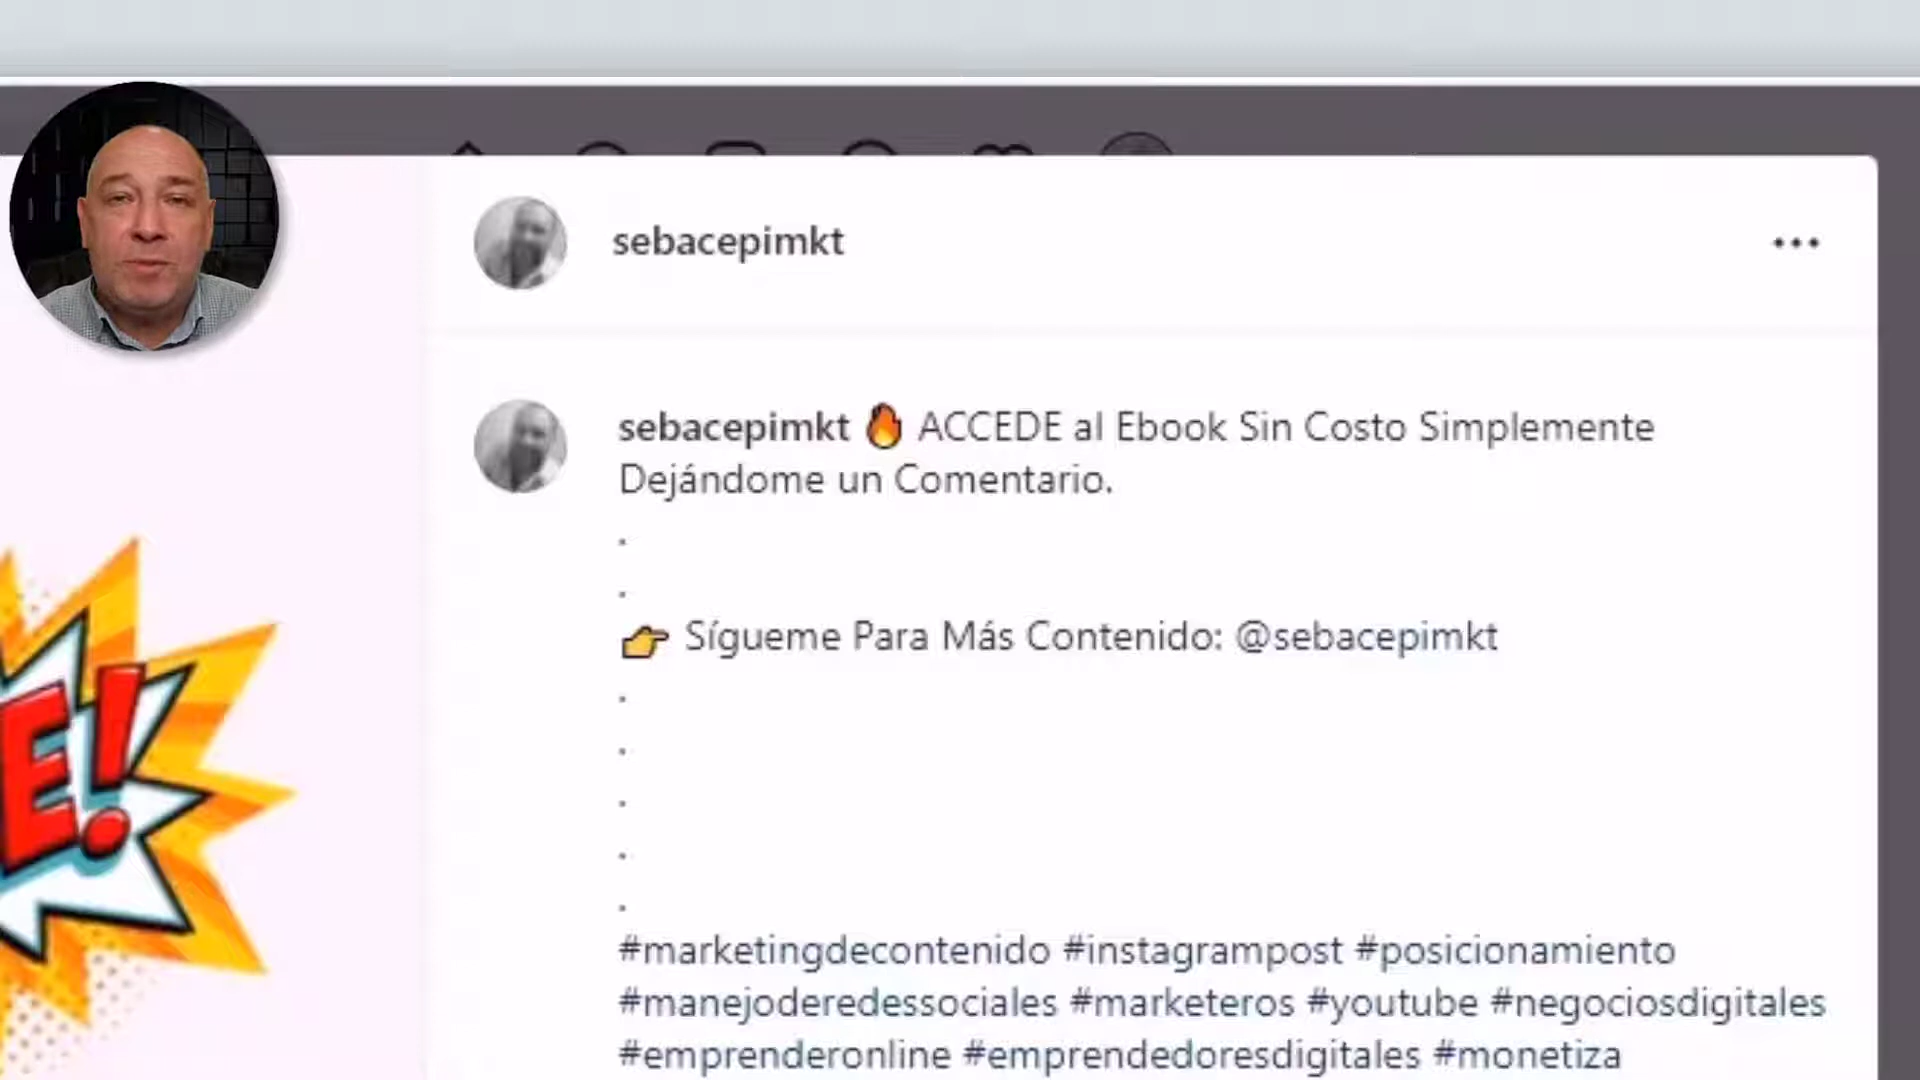 sebacepimkt
sebacepimkt 🔥 ACCEDE al Ebook Sin Costo Simplemente
Dejándome un Comentario.
.
.
👉 Sígueme Para Más Contenido: @sebacepimkt
.
.
.
.
.
#marketingdecontenido #instagrampost #posicionamiento
#manejoderedessociales #marketeros #youtube #negociosdigitales
#emprenderonline #emprendedoresdigitales #monetiza
E!